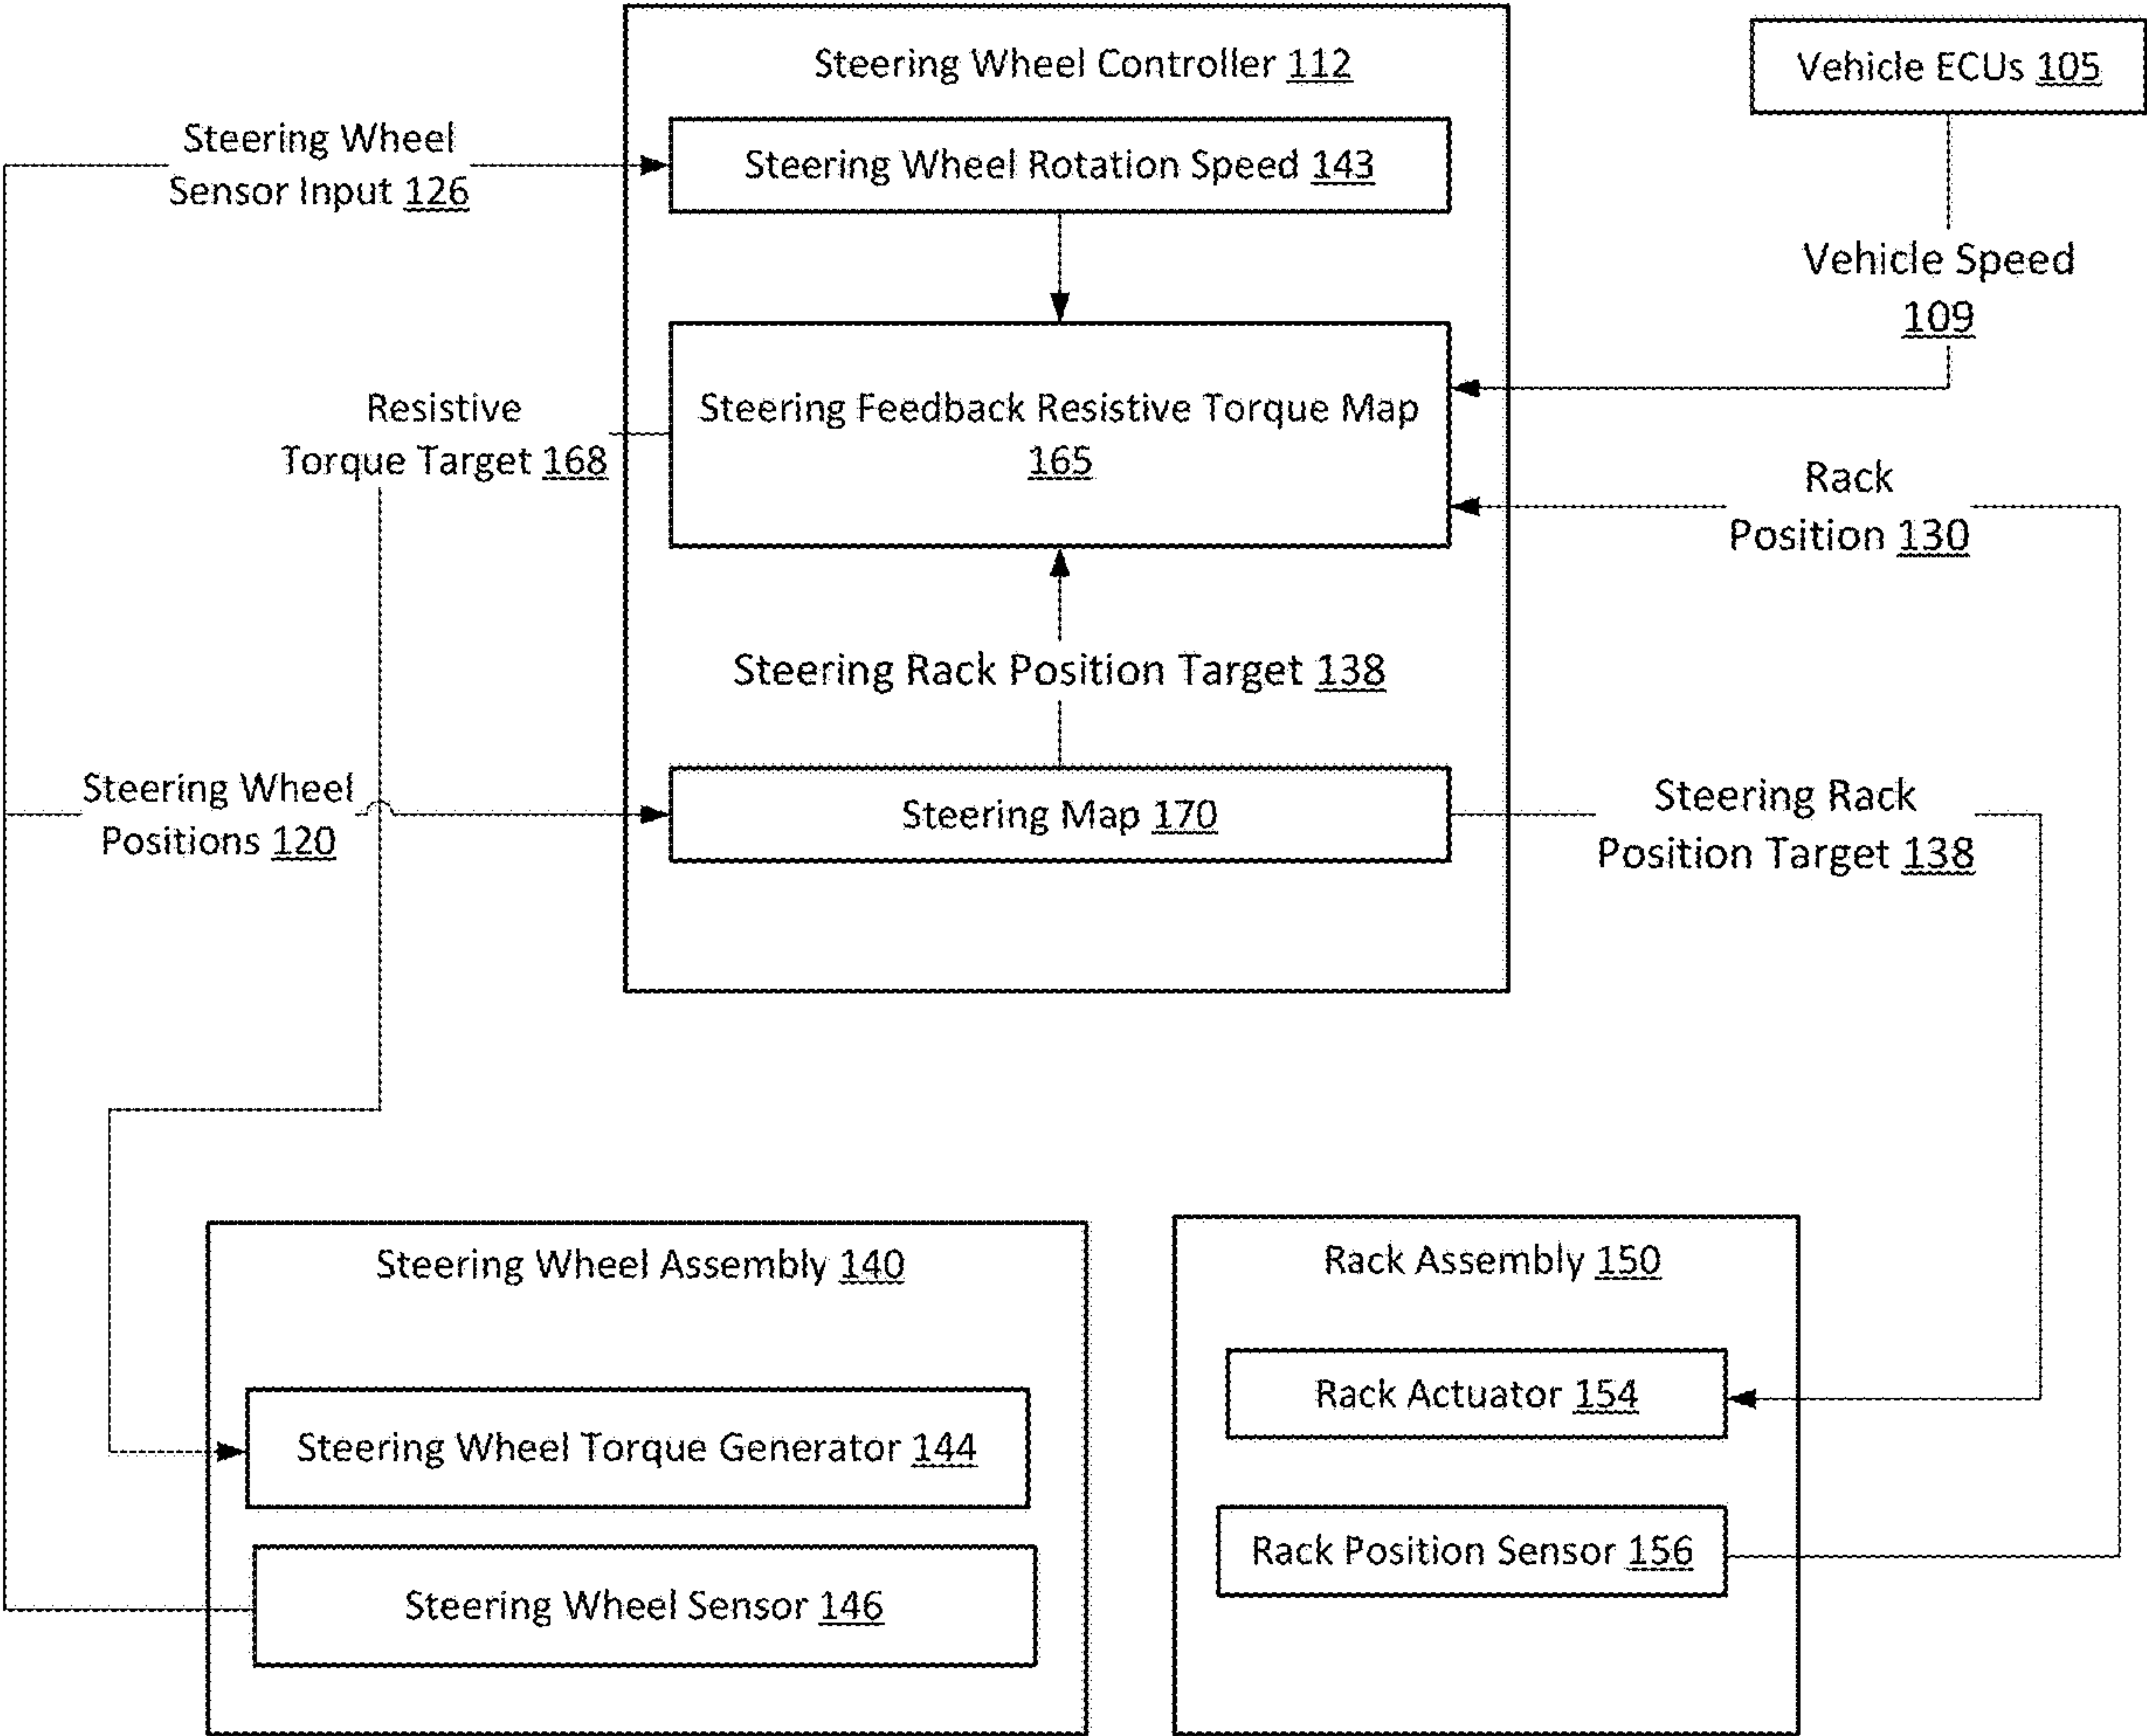 Steering Wheel Controller 112
Vehicle ECUs 105
Steering Wheel
Sensor Input 126
Steering Wheel Rotation Speed 143
Vehicle Speed
109
Resistive
Torque Target 168
Steering Feedback Resistive Torque Map
165
Rack
Position 130
Steering Rack Position Target 138
Steering Wheel
Positions 120
Steering Map 170
Steering Rack
Position Target 138
Steering Wheel Assembly 140
Steering Wheel Torque Generator 144
Steering Wheel Sensor 146
Rack Assembly 150
Rack Actuator 154
Rack Position Sensor 156